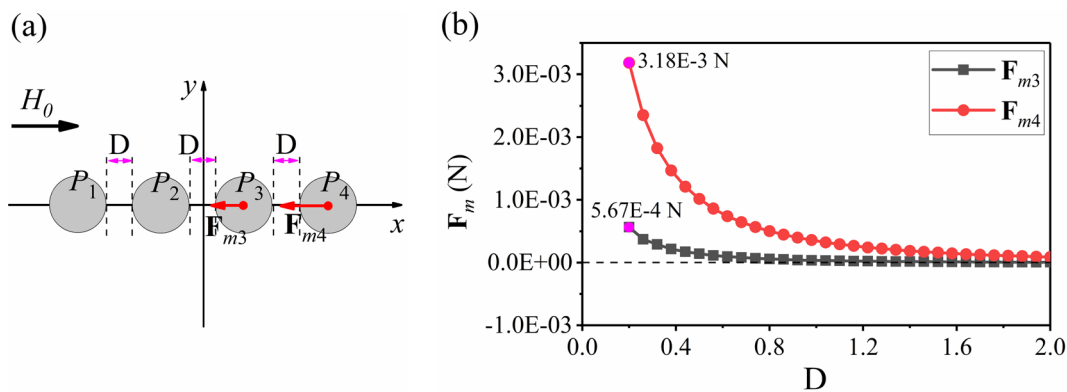 (a)
y
H0
D D D
P1 P2 P3 P4
Fm3 Fm4
x
(b)
3.0E-03
2.0E-03
1.0E-03
0.0E+00
-1.0E-03
Fm (N)
3.18E-3 N
5.67E-4 N
Fm3
Fm4
0.0 0.4 0.8 1.2 1.6 2.0
D